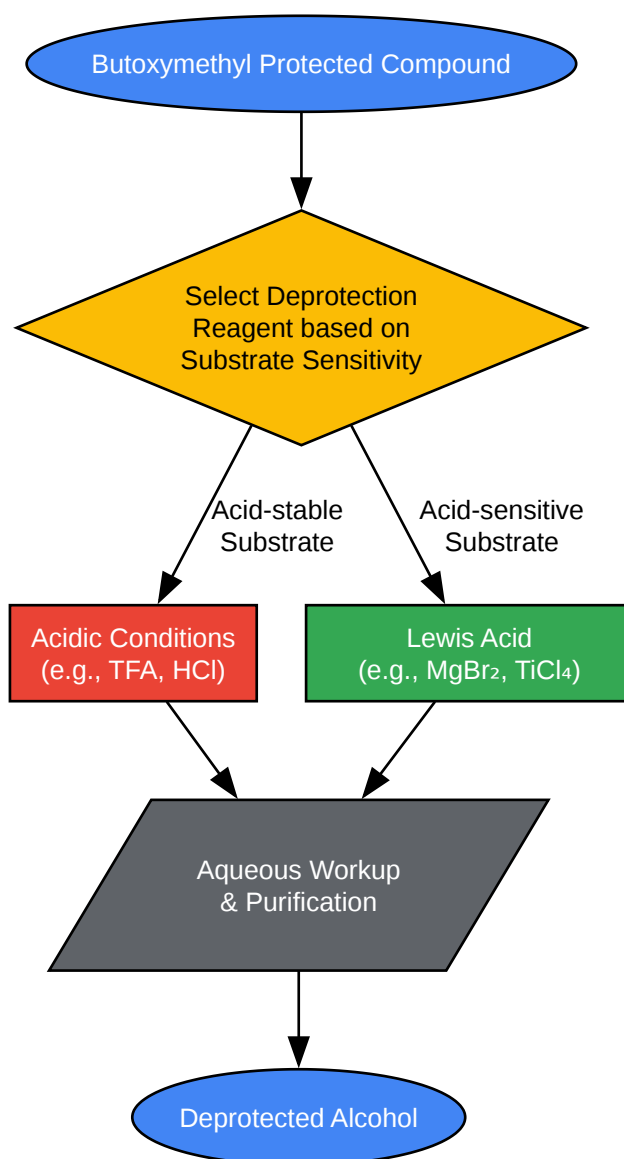 Butoxymethyl Protected Compound
Select Deprotection
Reagent based on
Substrate Sensitivity
Acid-stable
Substrate
Acid-sensitive
Substrate
Acidic Conditions
(e.g., TFA, HCl)
Lewis Acid
(e.g., MgBr₂, TiCl₄)
Aqueous Workup
& Purification
Deprotected Alcohol